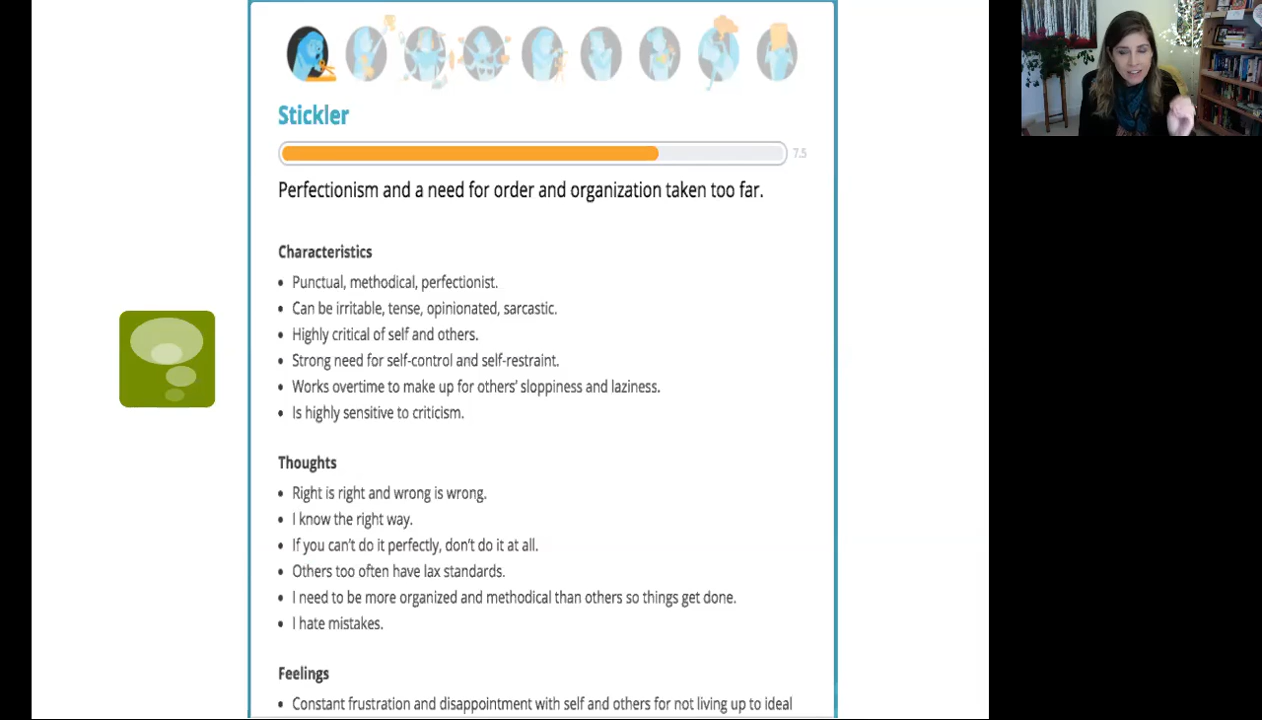 Stickler
7.5
Perfectionism and a need for order and organization taken too far.
Characteristics
• Punctual, methodical, perfectionist.
• Can be irritable, tense, opinionated, sarcastic.
• Highly critical of self and others.
• Strong need for self-control and self-restraint.
• Works overtime to make up for others' sloppiness and laziness.
• Is highly sensitive to criticism.
Thoughts
• Right is right and wrong is wrong.
• I know the right way.
• If you can't do it perfectly, don't do it at all.
• Others too often have lax standards.
• I need to be more organized and methodical than others so things get done.
• I hate mistakes.
Feelings
• Constant frustration and disappointment with self and others for not living up to ideal